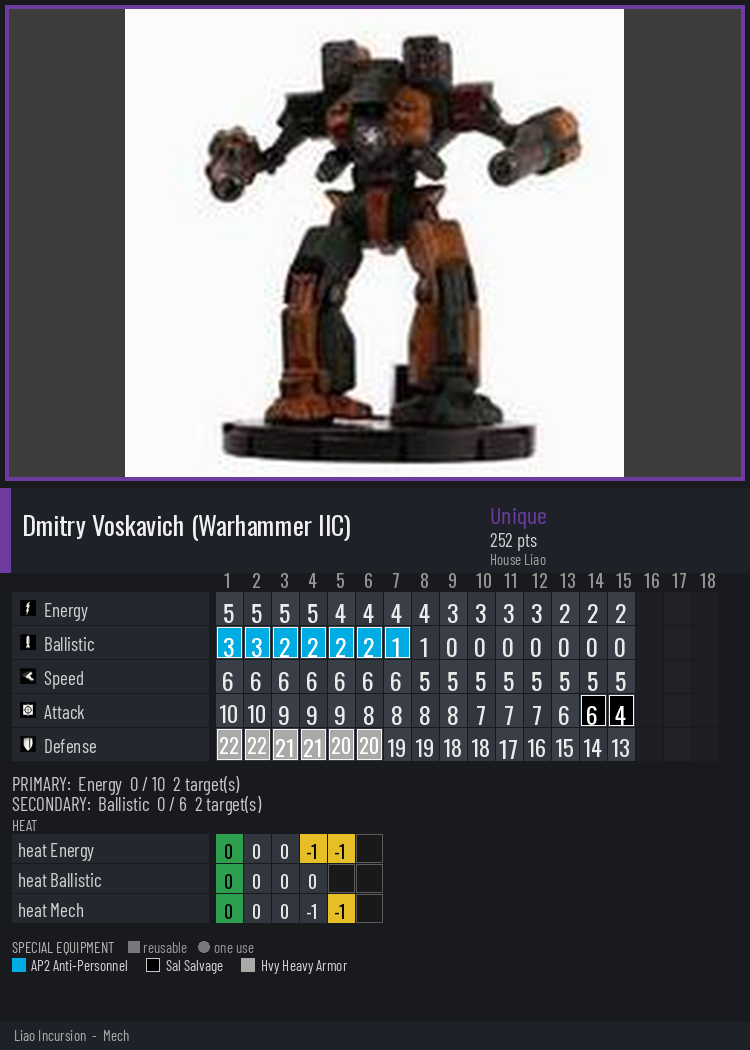 Dmitry Voskavich (Warhammer IIC)
Unique
252 pts
House Liao
1 2 3 4 5 6 7 8 9 10 11 12 13 14 15 16 17 18
Energy 5 5 5 5 4 4 4 4 3 3 3 3 2 2 2
Ballistic 3 3 2 2 2 2 1 1 0 0 0 0 0 0 0
Speed 6 6 6 6 6 6 6 5 5 5 5 5 5 5 5
Attack 10 10 9 9 9 8 8 8 8 7 7 7 6 6 4
Defense 22 22 21 21 20 20 19 19 18 18 17 16 15 14 13
PRIMARY: Energy 0 / 10 2 target(s)
SECONDARY: Ballistic 0 / 6 2 target(s)
HEAT
heat Energy 0 0 0 -1 -1
heat Ballistic 0 0 0 0
heat Mech 0 0 0 -1 -1
SPECIAL EQUIPMENT reusable one use
AP2 Anti-Personnel Sal Salvage Hvy Heavy Armor
Liao Incursion - Mech